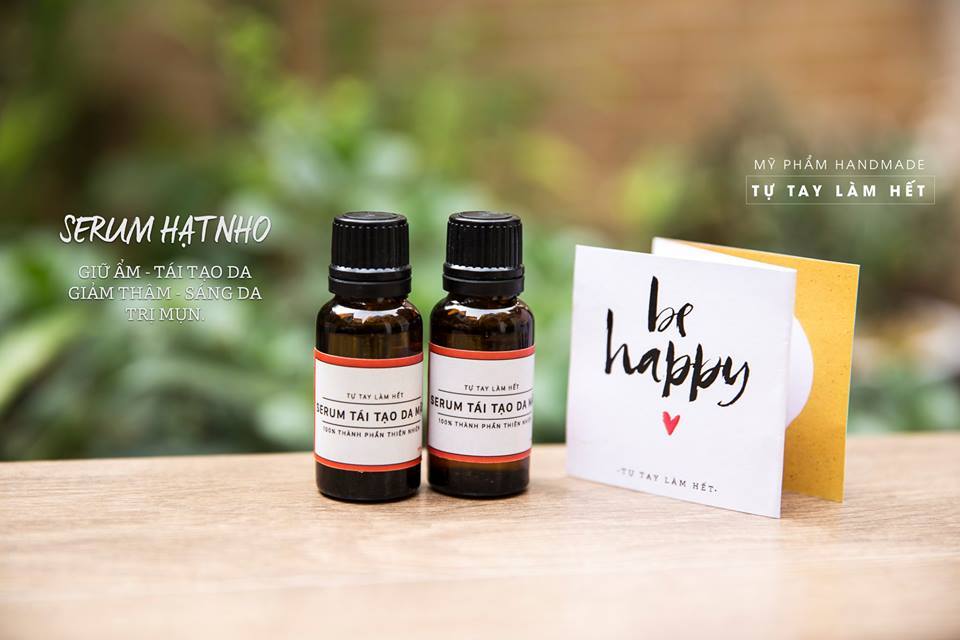 SERUM HẠT NHO
GIỮ ẨM - TÁI TẠO DA
GIẢM THÂM - SÁNG DA
TRỊ MỤN.
MỸ PHẨM HANDMADE
TỰ TAY LÀM HẾT
TỰ TAY LÀM HẾT
SERUM TÁI TẠO DA
100% THÀNH PHẦN THIÊN NHIÊN
TỰ TAY LÀM HẾT
SERUM TÁI TẠO DA
100% THÀNH PHẦN THIÊN NHIÊN
be
happy
-TỰ TAY LÀM HẾT-